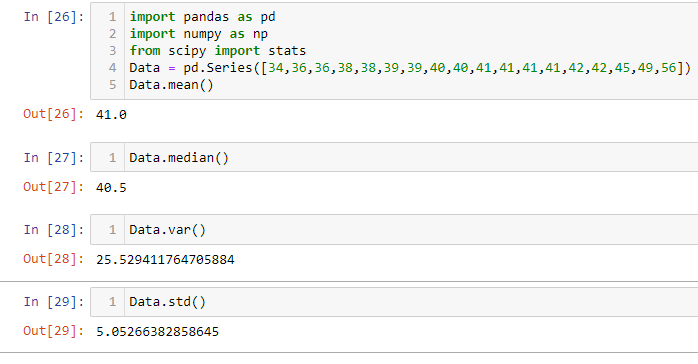 In [26]: 1 import pandas as pd
2 import numpy as np
3 from scipy import stats
4 Data = pd.Series([34,36,36,38,38,39,39,40,40,41,41,41,41,42,42,45,49,56])
5 Data.mean()
Out[26]: 41.0
In [27]: 1 Data.median()
Out[27]: 40.5
In [28]: 1 Data.var()
Out[28]: 25.529411764705884
In [29]: 1 Data.std()
Out[29]: 5.05266382858645